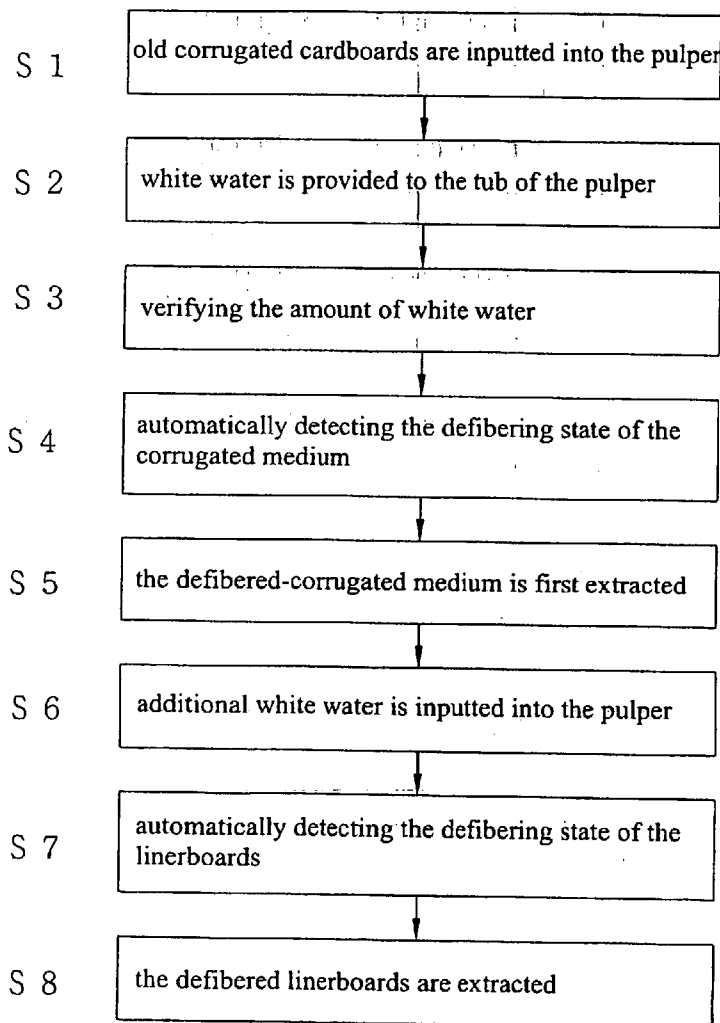 S 1
old corrugated cardboards are inputted into the pulper
S 2
white water is provided to the tub of the pulper
S 3
verifying the amount of white water
S 4
automatically detecting the defibering state of the
corrugated medium
S 5
the defibered-corrugated medium is first extracted
S 6
additional white water is inputted into the pulper
S 7
automatically detecting the defibering state of the
linerboards
S 8
the defibered linerboards are extracted